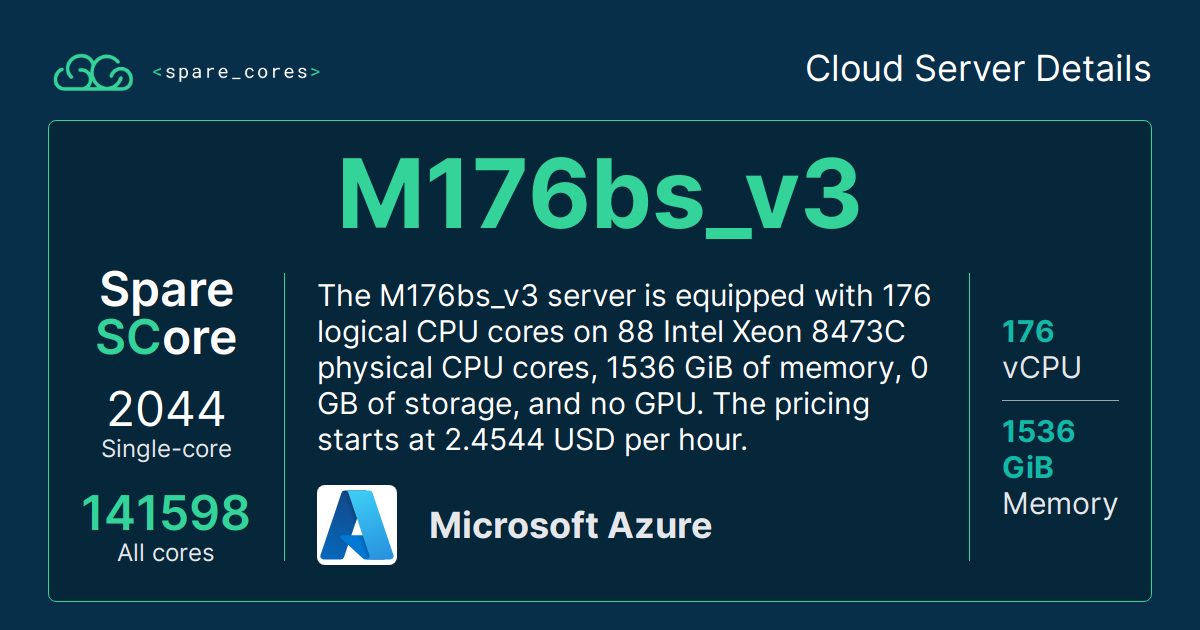 <spare_cores>
Cloud Server Details
M176bs_v3
Spare
SCore
2044
Single-core
141598
All cores
The M176bs_v3 server is equipped with 176
logical CPU cores on 88 Intel Xeon 8473C
physical CPU cores, 1536 GiB of memory, 0
GB of storage, and no GPU. The pricing
starts at 2.4544 USD per hour.
Microsoft Azure
176
vCPU
1536
GiB
Memory